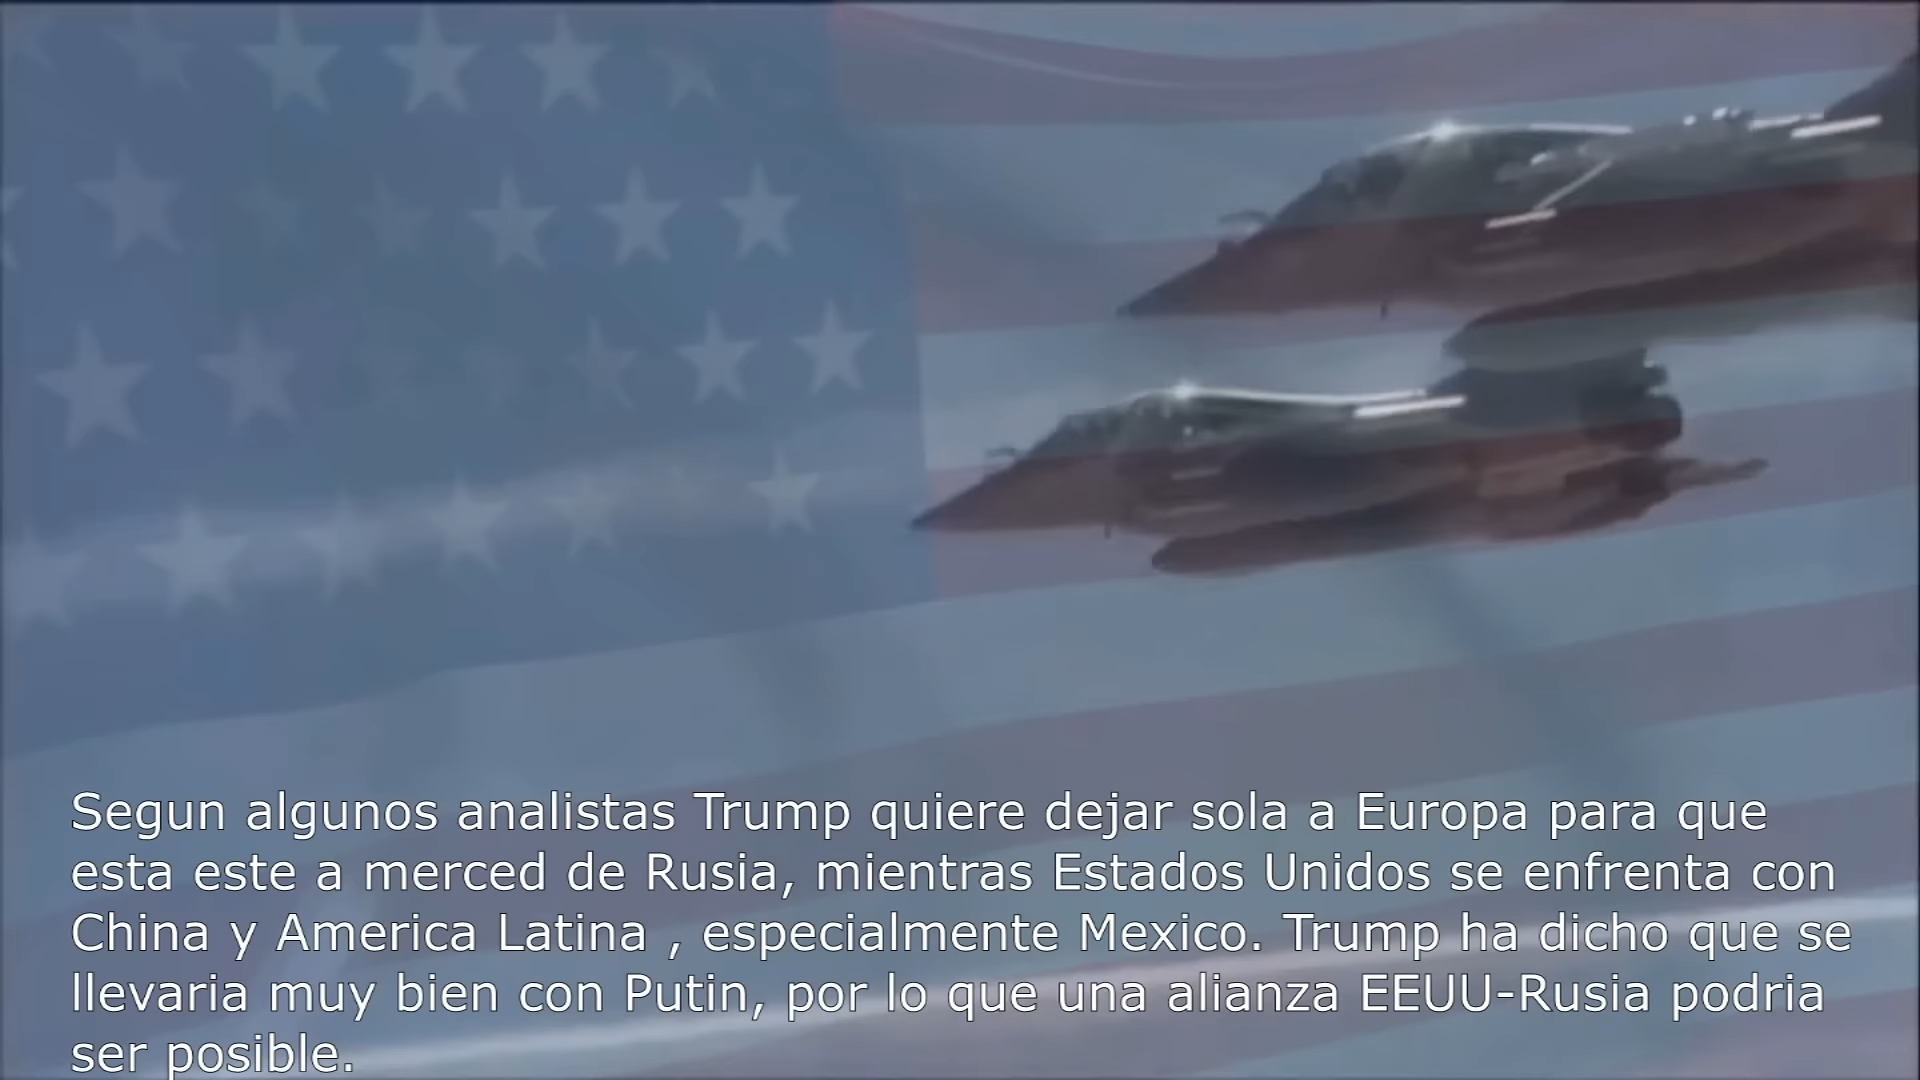 Segun algunos analistas Trump quiere dejar sola a Europa para que
esta este a merced de Rusia, mientras Estados Unidos se enfrenta con
China y America Latina , especialmente Mexico. Trump ha dicho que se
llevaria muy bien con Putin, por lo que una alianza EEUU-Rusia podria
ser posible.